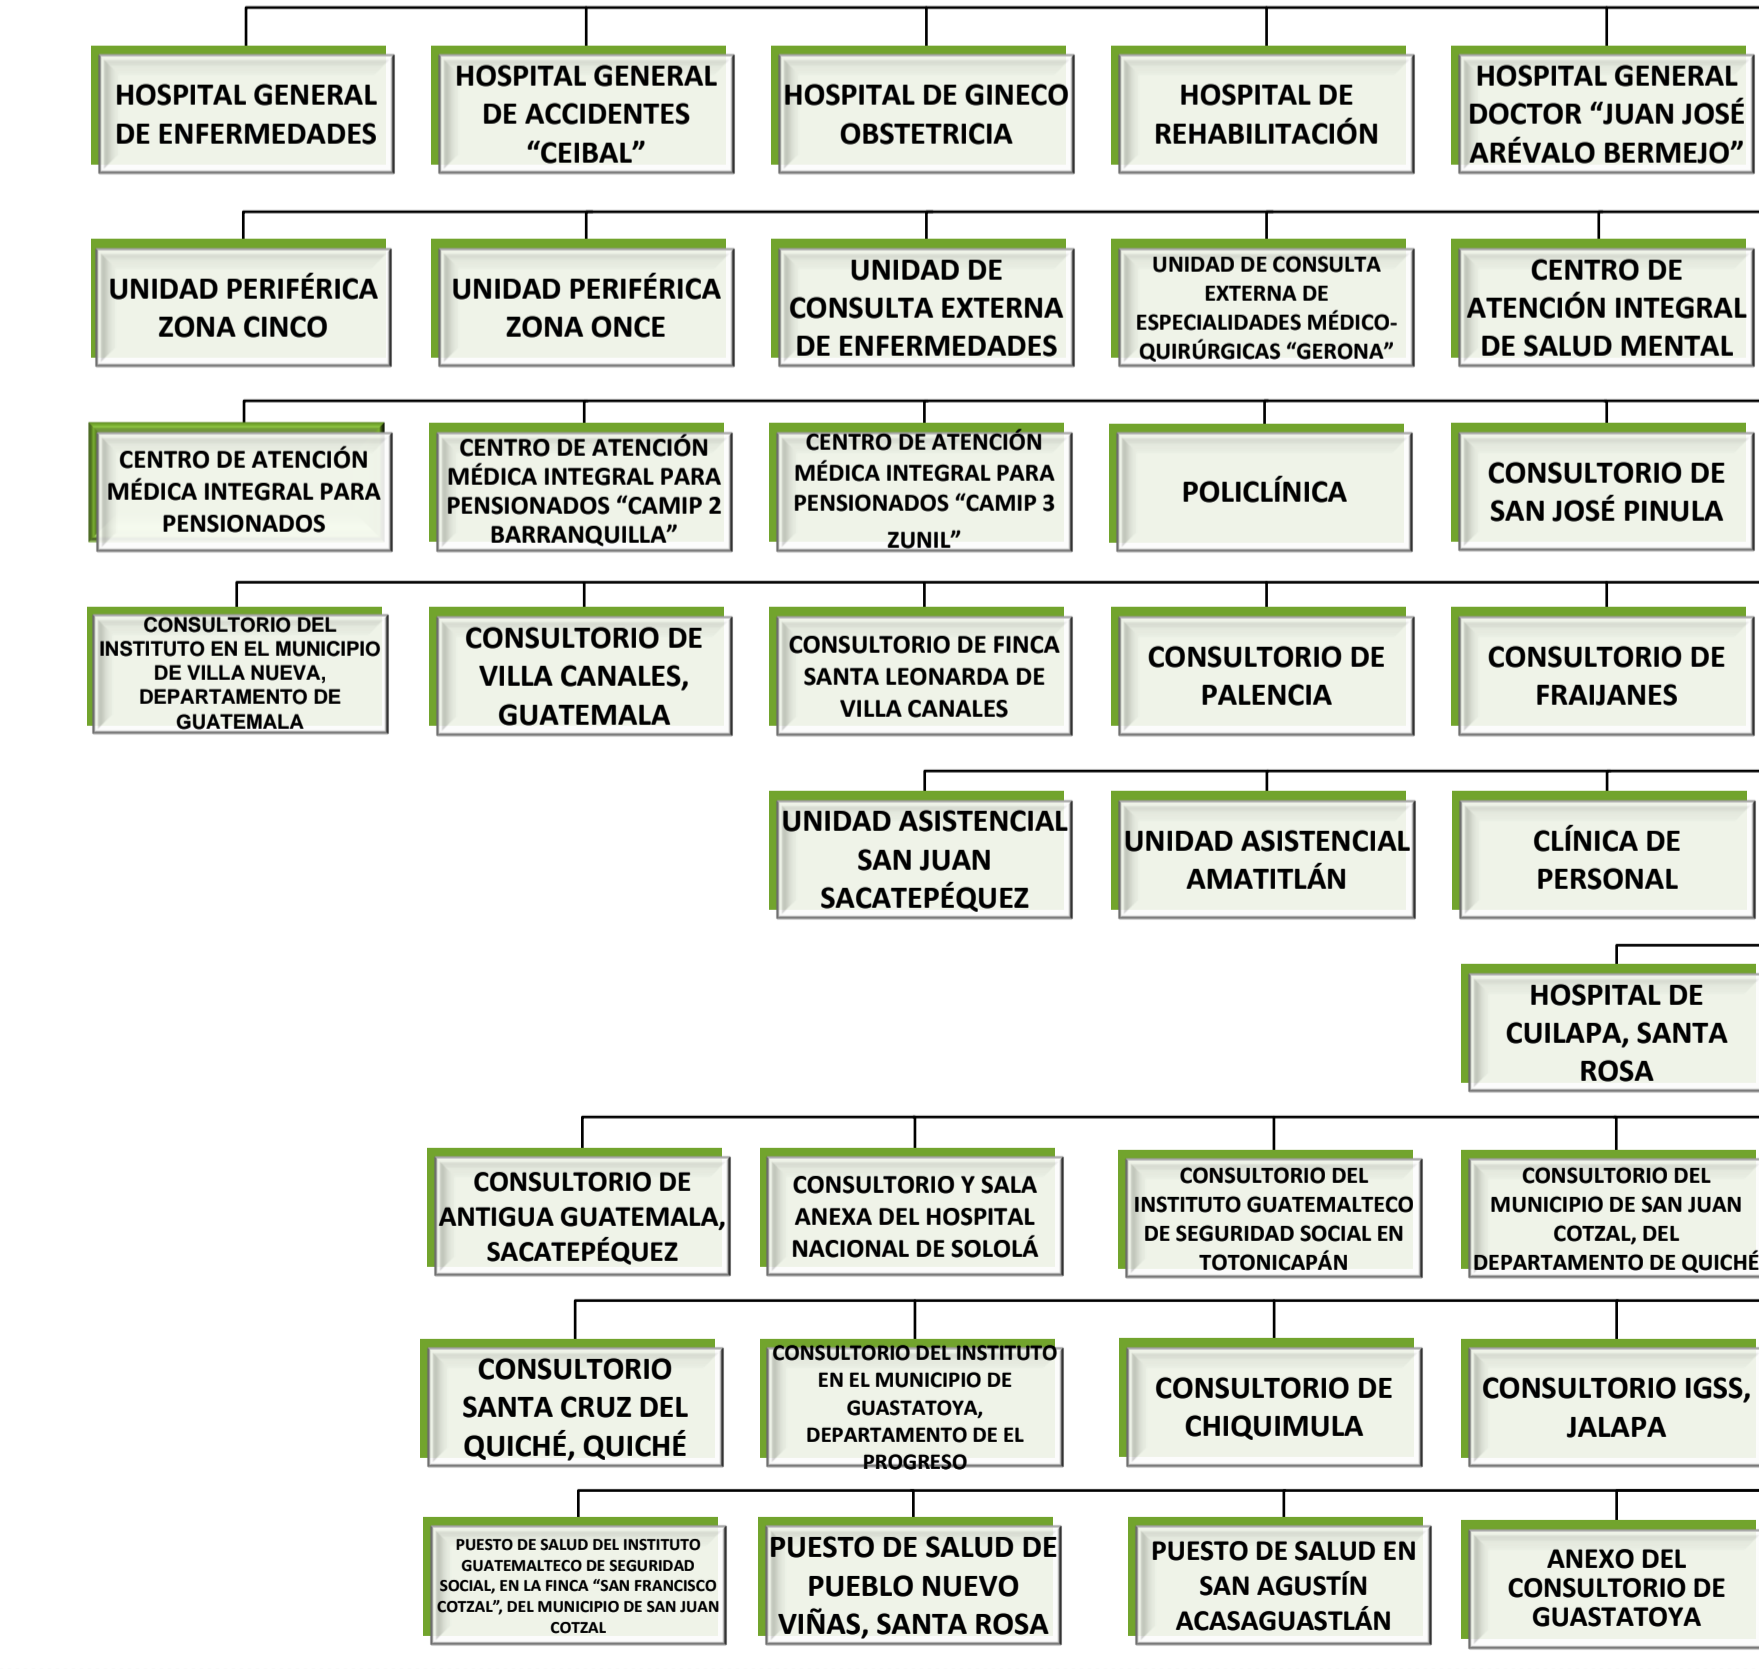 HOSPITAL GENERAL
DE ENFERMEDADES
HOSPITAL GENERAL
DE ACCIDENTES
“CEIBAL”
HOSPITAL DE GINECO
OBSTETRICIA
HOSPITAL DE
REHABILITACIÓN
HOSPITAL GENERAL
DOCTOR “JUAN JOSÉ
ARÉVALO BERMEJO”
UNIDAD PERIFÉRICA
ZONA CINCO
UNIDAD PERIFÉRICA
ZONA ONCE
UNIDAD DE
CONSULTA EXTERNA
DE ENFERMEDADES
UNIDAD DE CONSULTA
EXTERNA DE
ESPECIALIDADES MÉDICO-
QUIRÚRGICAS “GERONA”
CENTRO DE
ATENCIÓN INTEGRAL
DE SALUD MENTAL
CENTRO DE ATENCIÓN
MÉDICA INTEGRAL PARA
PENSIONADOS
CENTRO DE ATENCIÓN
MÉDICA INTEGRAL PARA
PENSIONADOS “CAMIP 2
BARRANQUILLA”
CENTRO DE ATENCIÓN
MÉDICA INTEGRAL PARA
PENSIONADOS “CAMIP 3
ZUNIL”
POLICLÍNICA
CONSULTORIO DE
SAN JOSÉ PINULA
CONSULTORIO DEL
INSTITUTO EN EL MUNICIPIO
DE VILLA NUEVA,
DEPARTAMENTO DE
GUATEMALA
CONSULTORIO DE
VILLA CANALES,
GUATEMALA
CONSULTORIO DE FINCA
SANTA LEONARDA DE
VILLA CANALES
CONSULTORIO DE
PALENCIA
CONSULTORIO DE
FRAIJANES
UNIDAD ASISTENCIAL
SAN JUAN
SACATEPÉQUEZ
UNIDAD ASISTENCIAL
AMATITLÁN
CLÍNICA DE
PERSONAL
HOSPITAL DE
CUILAPA, SANTA
ROSA
CONSULTORIO DE
ANTIGUA GUATEMALA,
SACATEPÉQUEZ
CONSULTORIO Y SALA
ANEXA DEL HOSPITAL
NACIONAL DE SOLOLÁ
CONSULTORIO DEL
INSTITUTO GUATEMALTECO
DE SEGURIDAD SOCIAL EN
TOTONICAPÁN
CONSULTORIO DEL
MUNICIPIO DE SAN JUAN
COTZAL, DEL
DEPARTAMENTO DE QUICHÉ
CONSULTORIO
SANTA CRUZ DEL
QUICHÉ, QUICHÉ
CONSULTORIO DEL INSTITUTO
EN EL MUNICIPIO DE
GUASTATOYA,
DEPARTAMENTO DE EL
PROGRESO
CONSULTORIO DE
CHIQUIMULA
CONSULTORIO IGSS,
JALAPA
PUESTO DE SALUD DEL INSTITUTO
GUATEMALTECO DE SEGURIDAD
SOCIAL, EN LA FINCA “SAN FRANCISCO
COTZAL”, DEL MUNICIPIO DE SAN JUAN
COTZAL
PUESTO DE SALUD DE
PUEBLO NUEVO
VIÑAS, SANTA ROSA
PUESTO DE SALUD EN
SAN AGUSTÍN
ACASAGUASTLÁN
ANEXO DEL
CONSULTORIO DE
GUASTATOYA